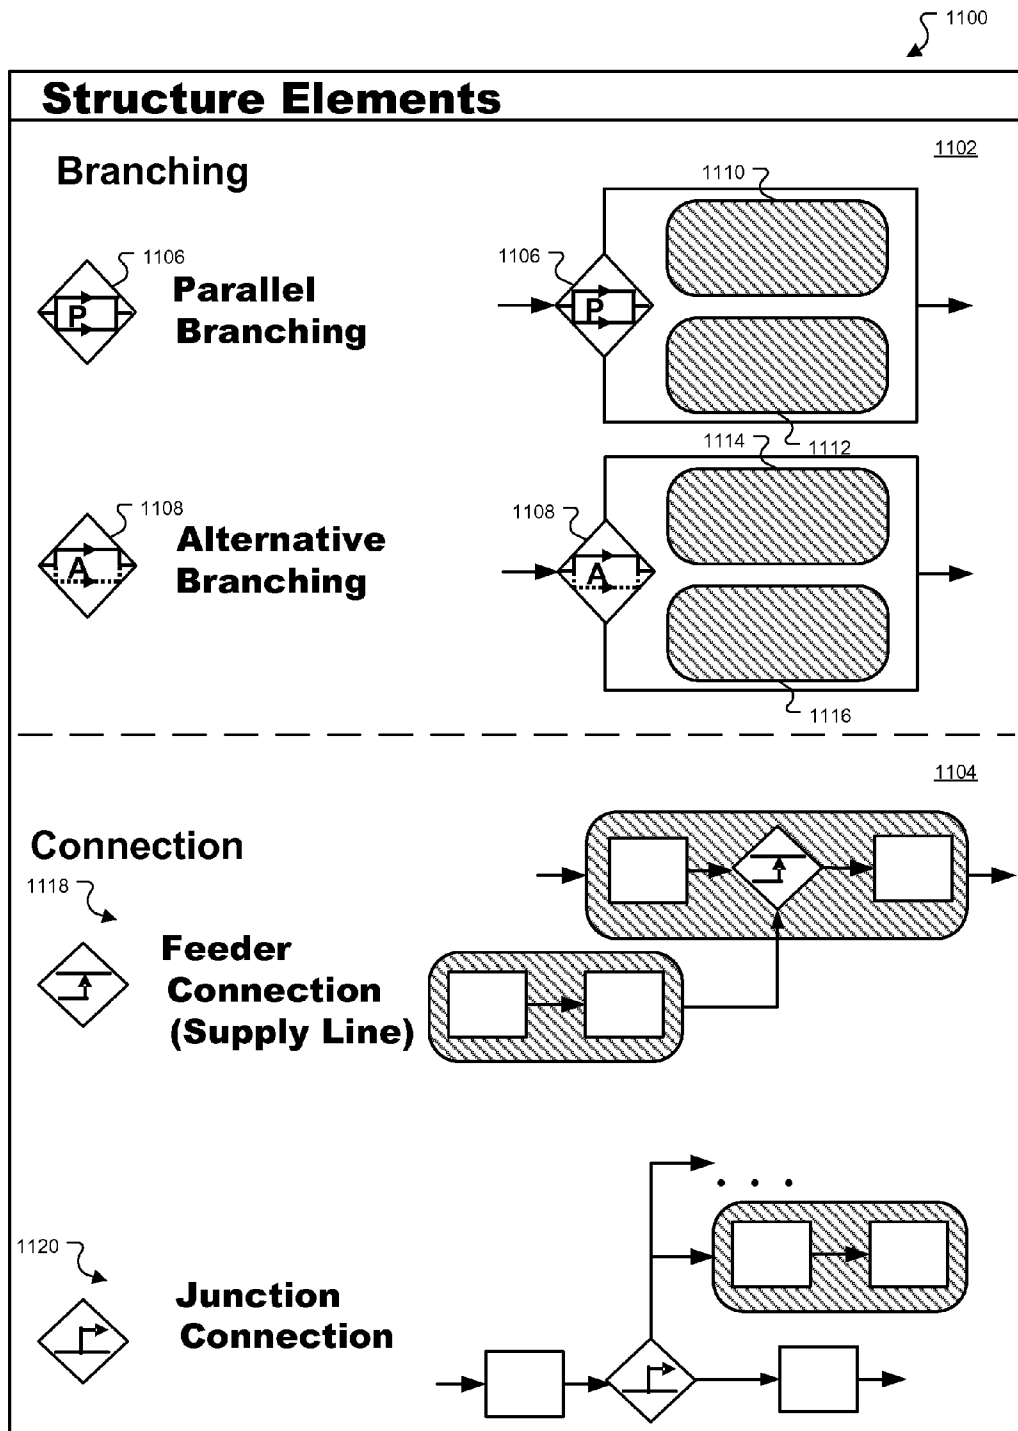 1100
Structure Elements
1102
Branching
1110
1106
Parallel
Branching
P
1106
P
1112
1114
1108
Alternative
Branching
A
1108
A
1116
1104
Connection
1118
Feeder
Connection
(Supply Line)
. . .
1120
Junction
Connection